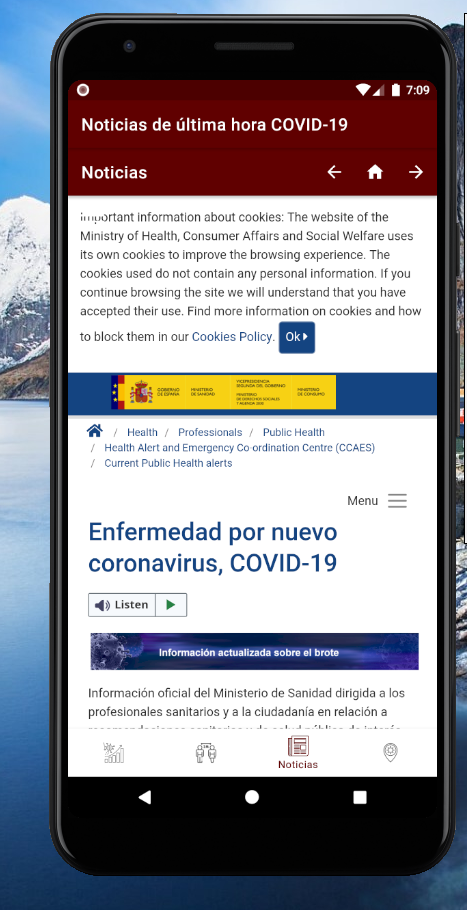 7:09
Noticias de última hora COVID-19
Noticias
Important information about cookies: The website of the
Ministry of Health, Consumer Affairs and Social Welfare uses
its own cookies to improve the browsing experience. The
cookies used do not contain any personal information. If you
continue browsing the site we will understand that you have
accepted their use. Find more information on cookies and how
to block them in our Cookies Policy. Ok
GOBIERNO DE ESPAÑA
MINISTERIO DE SANIDAD
VICEPRESIDENCIA SEGUNDA DEL GOBIERNO
MINISTERIO DE DERECHOS SOCIALES Y AGENDA 2030
MINISTERIO DE CONSUMO
/ Health / Professionals / Public Health
/ Health Alert and Emergency Co-ordination Centre (CCAES)
/ Current Public Health alerts
Menu
Enfermedad por nuevo
coronavirus, COVID-19
Listen
Información actualizada sobre el brote
Información oficial del Ministerio de Sanidad dirigida a los
profesionales sanitarios y a la ciudadanía en relación a
Noticias